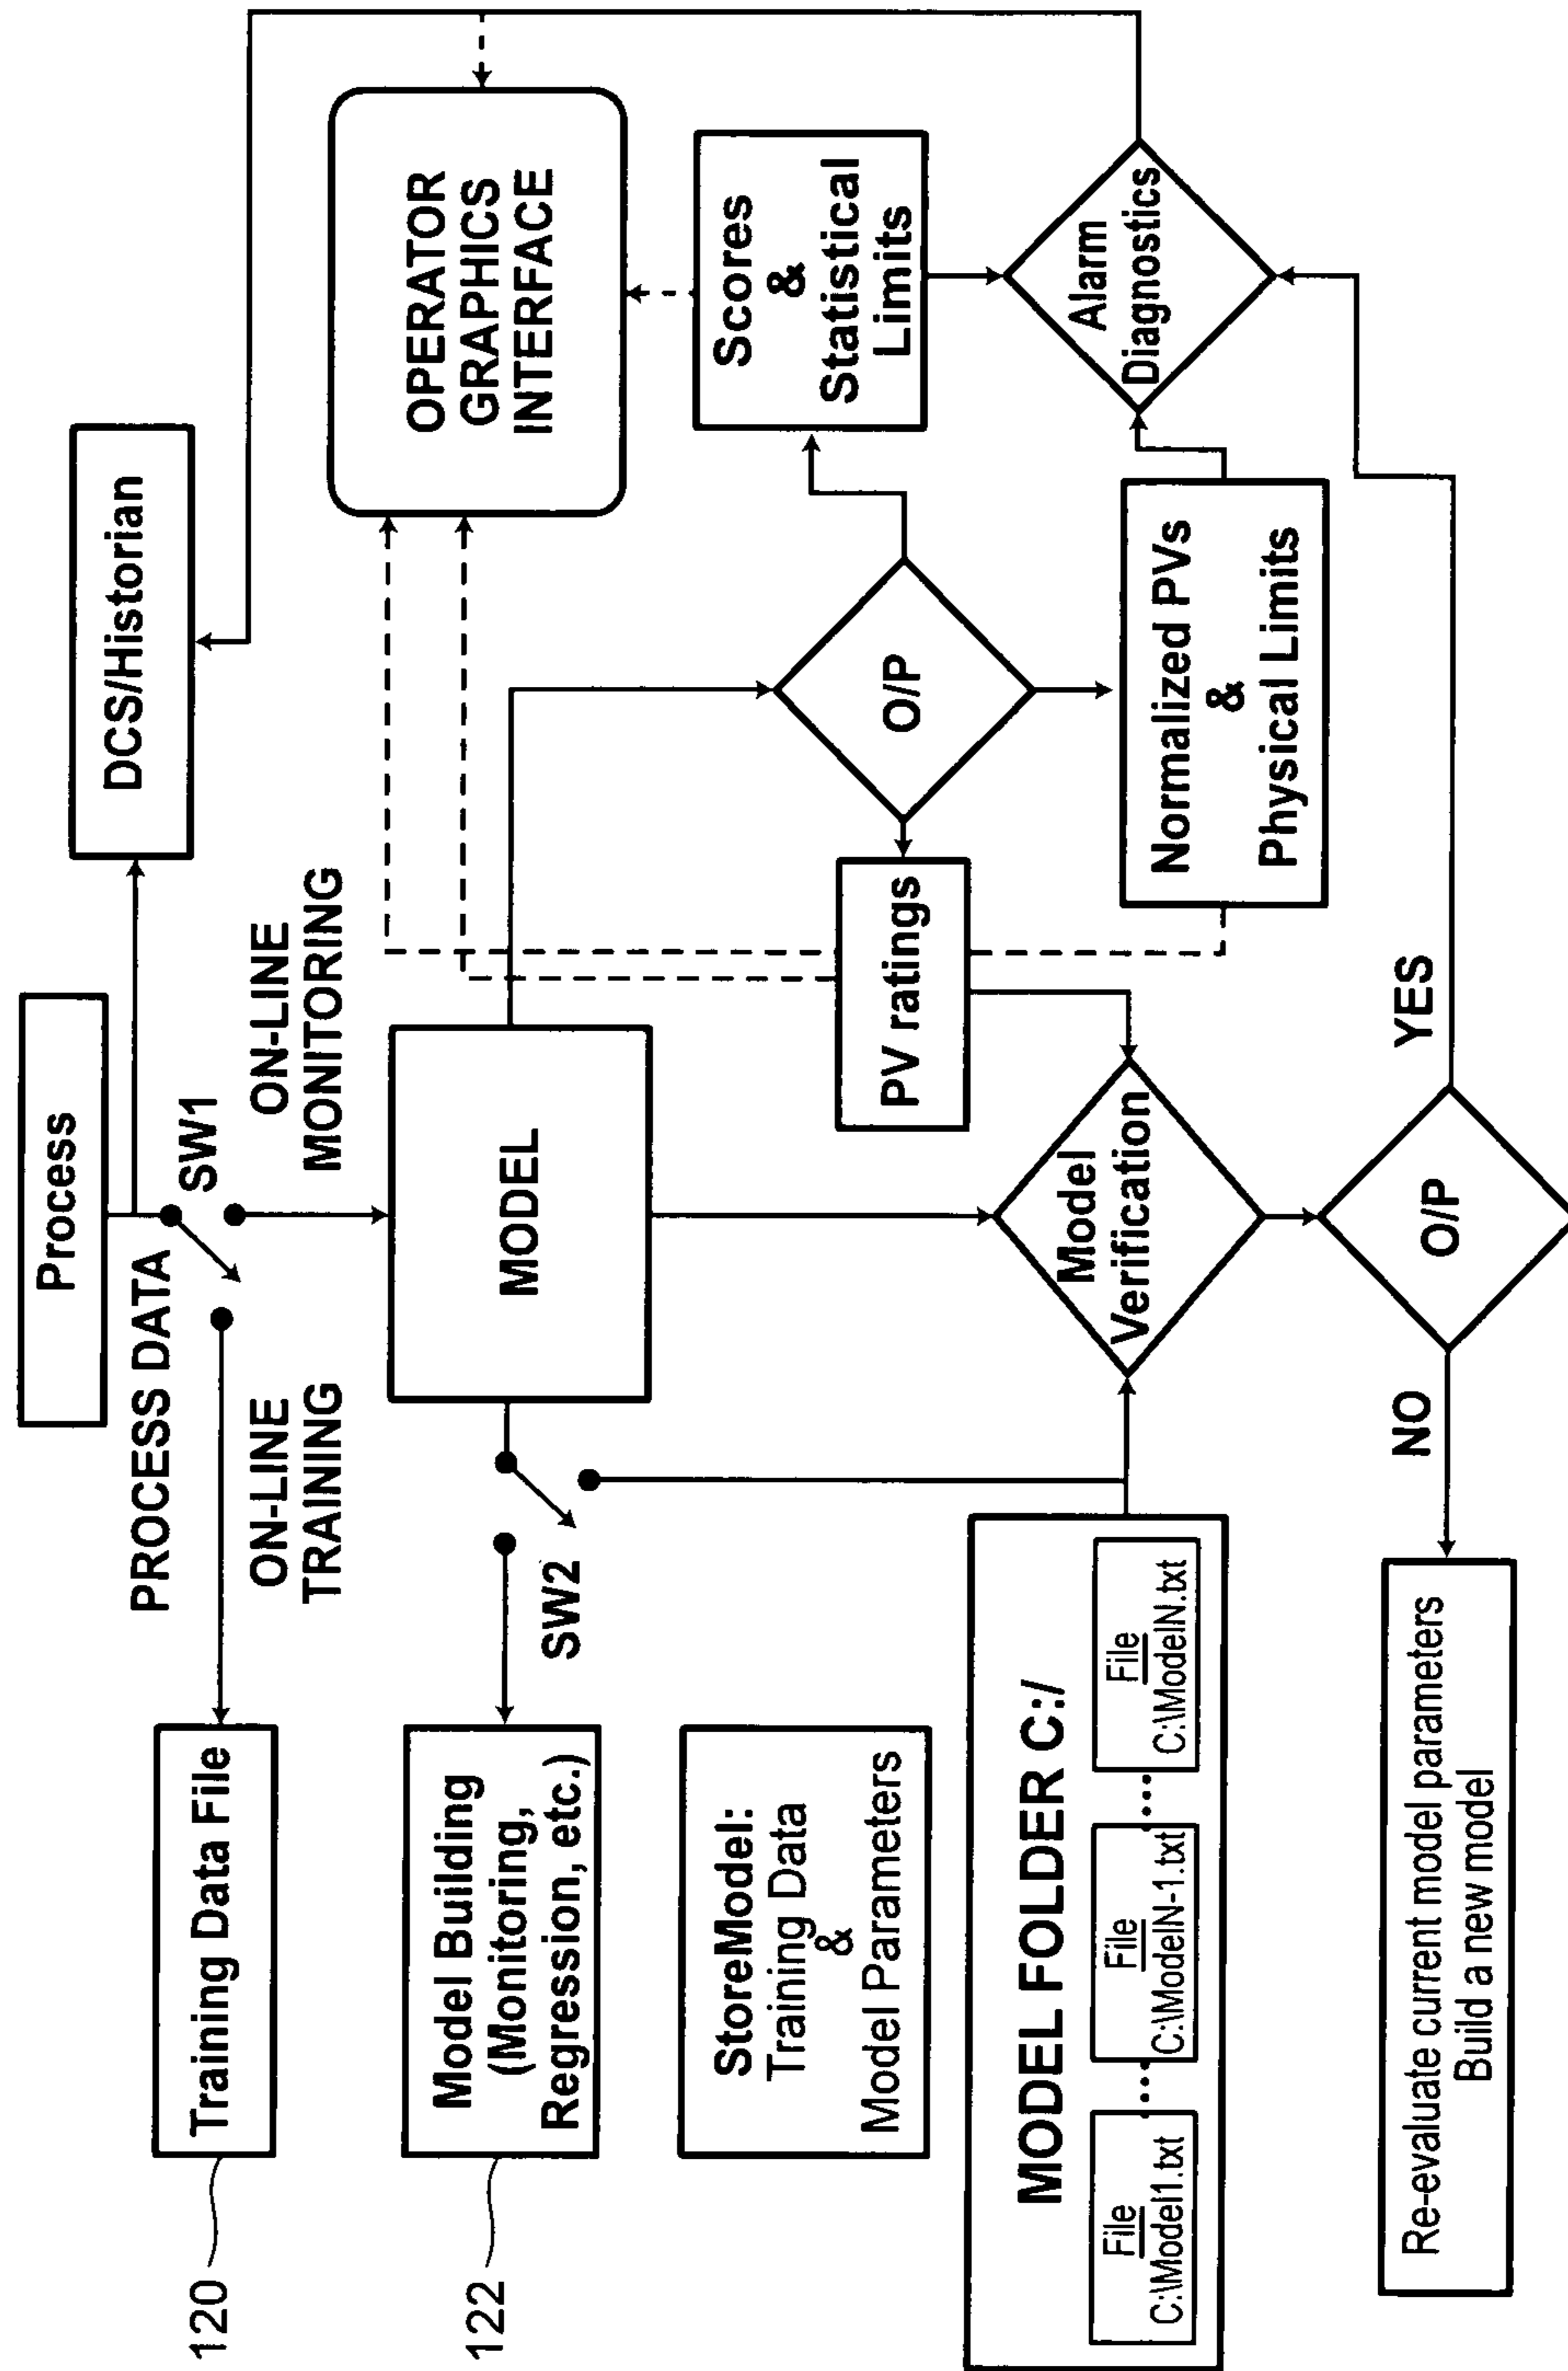 Process
DCS/Historian
PROCESS DATA
SW1
ON-LINE
TRAINING
ON-LINE
MONITORING
120
Training Data File
OPERATOR
GRAPHICS
INTERFACE
122
Model Building
(Monitoring,
Regression, etc.)
SW2
MODEL
StoreModel:
Training Data
&
Model Parameters
PV ratings
O/P
Scores
&
Statistical
Limits
MODEL FOLDER C:/
File
C:\Model1.txt
File
C:\ModelN-1.txt
File
C:\ModelN.txt
Model
Verification
Normalized PVs
&
Physical Limits
Alarm
Diagnostics
NO
O/P
YES
Re-evaluate current model parameters
Build a new model